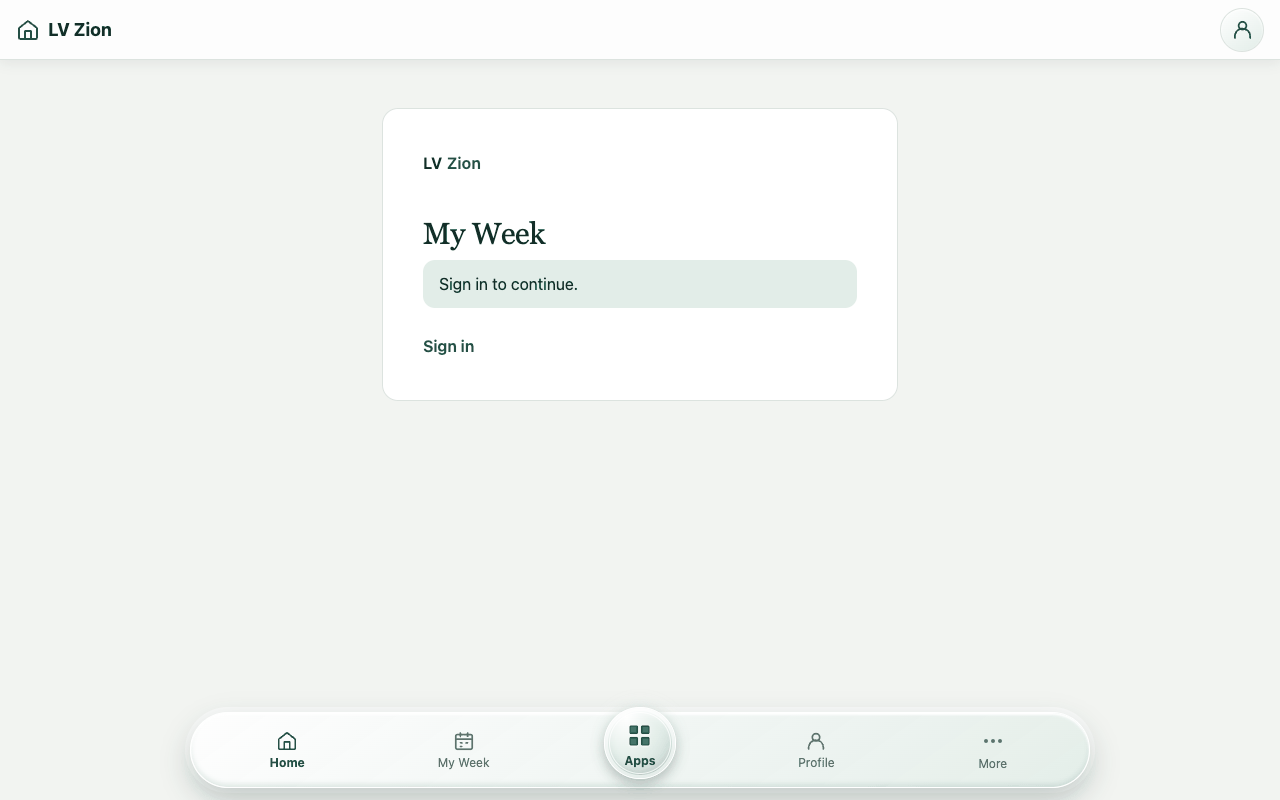 LV Zion
LV Zion
My Week
Sign in to continue.
Sign in
Home
My Week
Apps
Profile
More